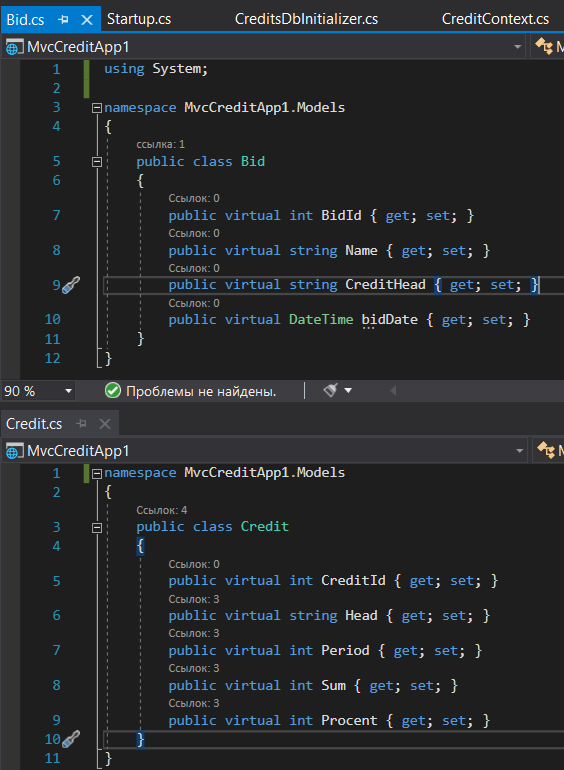 Bid.cs Startup.cs CreditsDbInitializer.cs CreditContext.cs
MvcCreditApp1
1 using System;
2
3 namespace MvcCreditApp1.Models
4 {
ссылка: 1
5 public class Bid
6 {
Ссылок: 0
7 public virtual int BidId { get; set; }
Ссылок: 0
8 public virtual string Name { get; set; }
Ссылок: 0
9 public virtual string CreditHead { get; set; }
Ссылок: 0
10 public virtual DateTime bidDate { get; set; }
11 }
12 }
90 % Проблемы не найдены.
Credit.cs
MvcCreditApp1
1 namespace MvcCreditApp1.Models
2 {
Ссылок: 4
3 public class Credit
4 {
Ссылок: 0
5 public virtual int CreditId { get; set; }
Ссылок: 3
6 public virtual string Head { get; set; }
Ссылок: 3
7 public virtual int Period { get; set; }
Ссылок: 3
8 public virtual int Sum { get; set; }
Ссылок: 3
9 public virtual int Procent { get; set; }
10 }
11 }